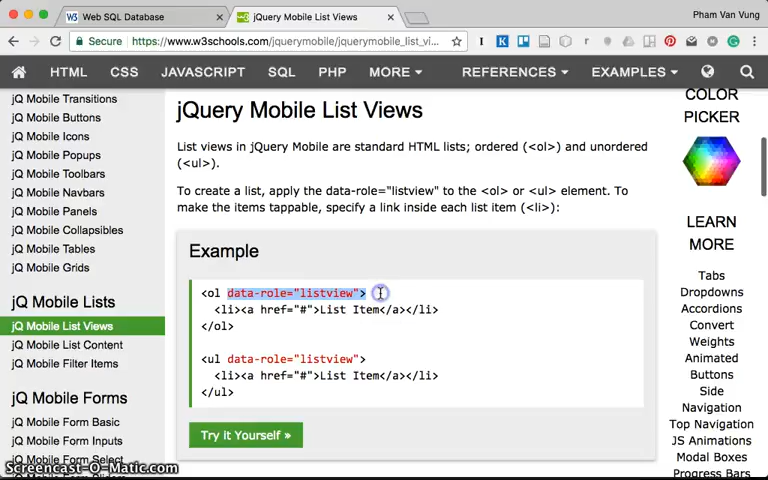 Web SQL Database
jQuery Mobile List Views
Pham Van Vung
Secure
https://www.w3schools.com/jquerymobile/jquerymobile_list_vi...
HTML
CSS
JAVASCRIPT
SQL
PHP
MORE
REFERENCES
EXAMPLES
jQ Mobile Transitions
jQ Mobile Buttons
jQ Mobile Icons
jQ Mobile Popups
jQ Mobile Toolbars
jQ Mobile Navbars
jQ Mobile Panels
jQ Mobile Collapsibles
jQ Mobile Tables
jQ Mobile Grids
jQ Mobile Lists
jQ Mobile List Views
jQ Mobile List Content
jQ Mobile Filter Items
jQ Mobile Forms
jQ Mobile Form Basic
jQ Mobile Form Inputs
jQ Mobile Form Select
jQuery Mobile List Views
List views in jQuery Mobile are standard HTML lists; ordered (<ol>) and unordered
(<ul>).
To create a list, apply the data-role="listview" to the <ol> or <ul> element. To
make the items tappable, specify a link inside each list item (<li>):
Example
<ol data-role="listview">
<li><a href="#">List Item</a></li>
</ol>
<ul data-role="listview">
<li><a href="#">List Item</a></li>
</ul>
Try it Yourself »
COLOR
PICKER
LEARN
MORE
Tabs
Dropdowns
Accordions
Convert
Weights
Animated
Buttons
Side
Navigation
Top Navigation
JS Animations
Modal Boxes
Progress Bars
Screencast-O-Matic.com